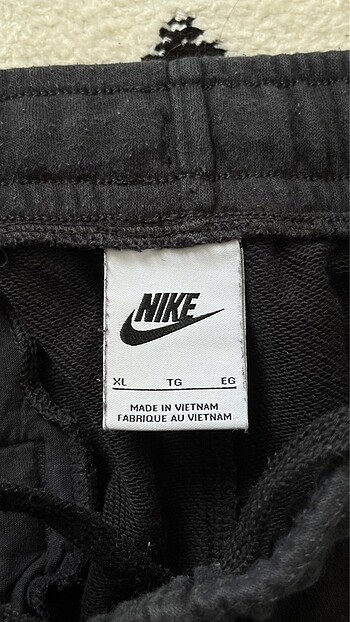 NIKE
XL TG EG
MADE IN VIETNAM
FABRIQUE AU VIETNAM